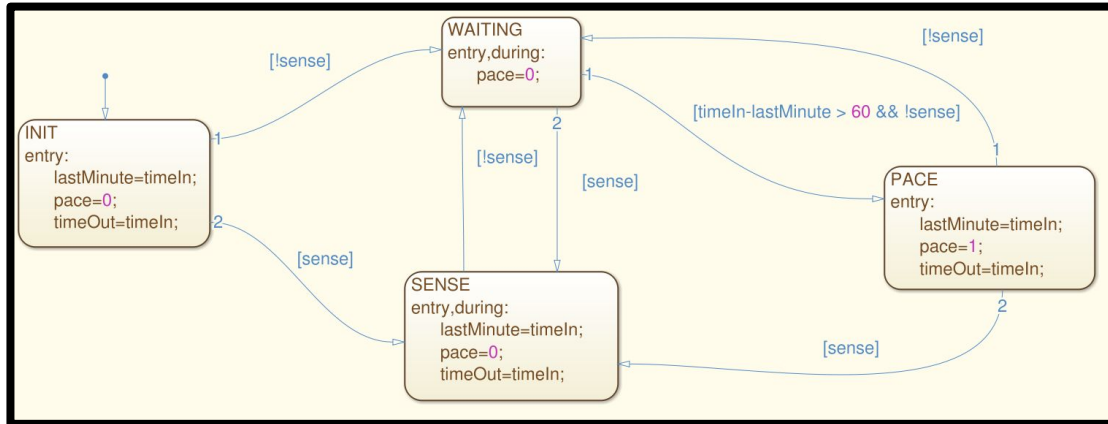 WAITING
entry,during:
pace=0;
[!sense]
[!sense]
1
[timeIn-lastMinute > 60 && !sense]
INIT
entry:
lastMinute=timeIn;
pace=0;
timeOut=timeIn;
1
2
2
[!sense]
[sense]
1
PACE
entry:
lastMinute=timeIn;
pace=1;
timeOut=timeIn;
2
[sense]
SENSE
entry,during:
lastMinute=timeIn;
pace=0;
timeOut=timeIn;
[sense]